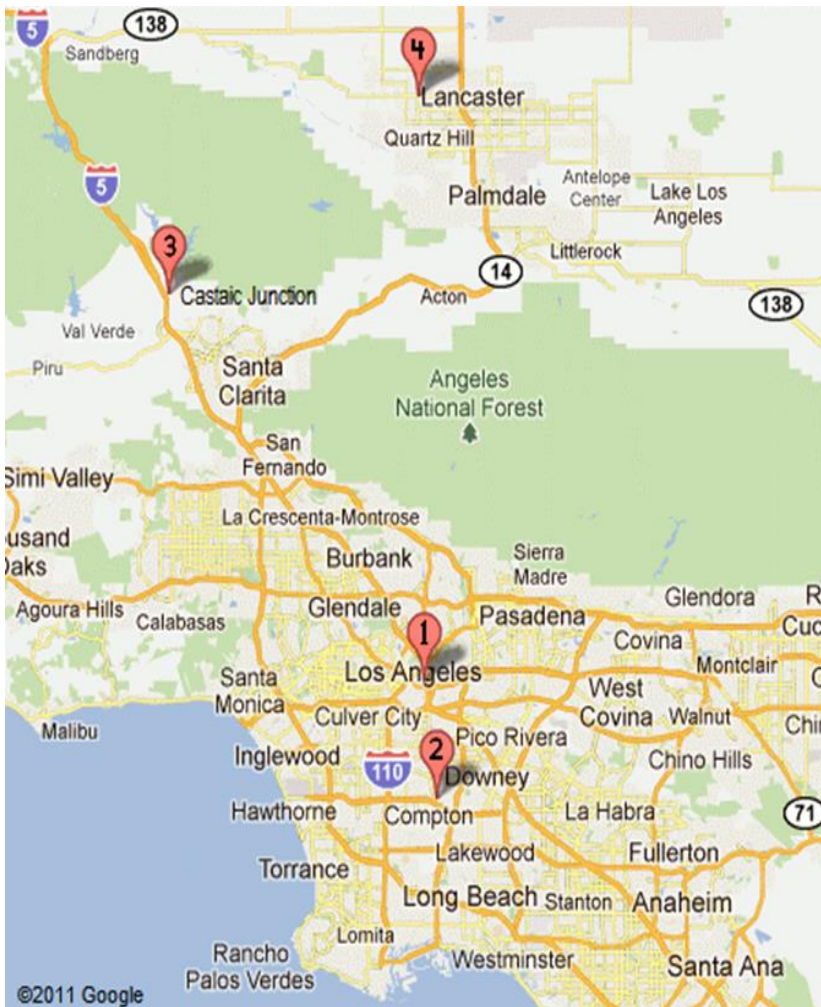 5
138
Sandberg
4
Lancaster
Quartz Hill
5
Palmdale
Antelope
Center
Lake Los
Angeles
3
Littlerock
14
Castaic Junction
Acton
138
Val Verde
Piru
Santa
Clarita
Angeles
National Forest
San
Fernando
Simi Valley
La Crescenta-Montrose
usand
Oaks
Burbank
Sierra
Madre
Agoura Hills
Calabasas
Glendale
Pasadena
Glendora
R
Cuc
1
Covina
Los Angeles
Montclair
C
Santa
Monica
Culver City
West
Covina
Walnut
Chin
Malibu
Inglewood
Pico Rivera
2
110
Downey
Chino Hills
Hawthorne
Compton
La Habra
71
Torrance
Lakewood
Fullerton
Long Beach
Stanton
Anaheim
Lomita
Rancho
Palos Verdes
Westminster
Santa Ana
©2011 Google